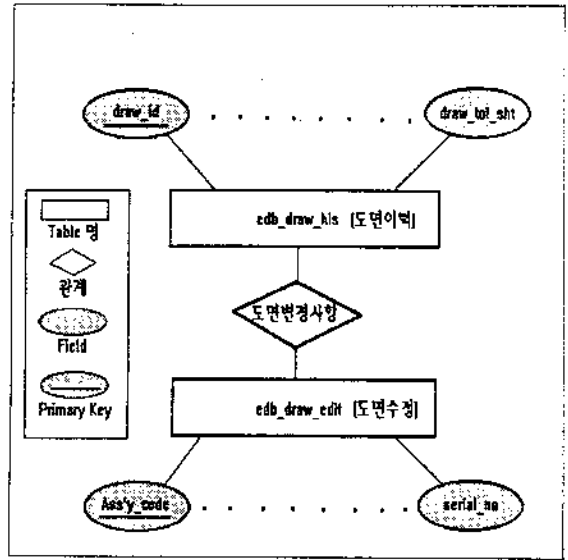 draw_id
draw_tot_sht
edb_draw_his [도면이력]
Table 명
관계
도면변경사항
Field
edb_draw_edit [도면수정]
Primary Key
Ass'y_code
serial_no